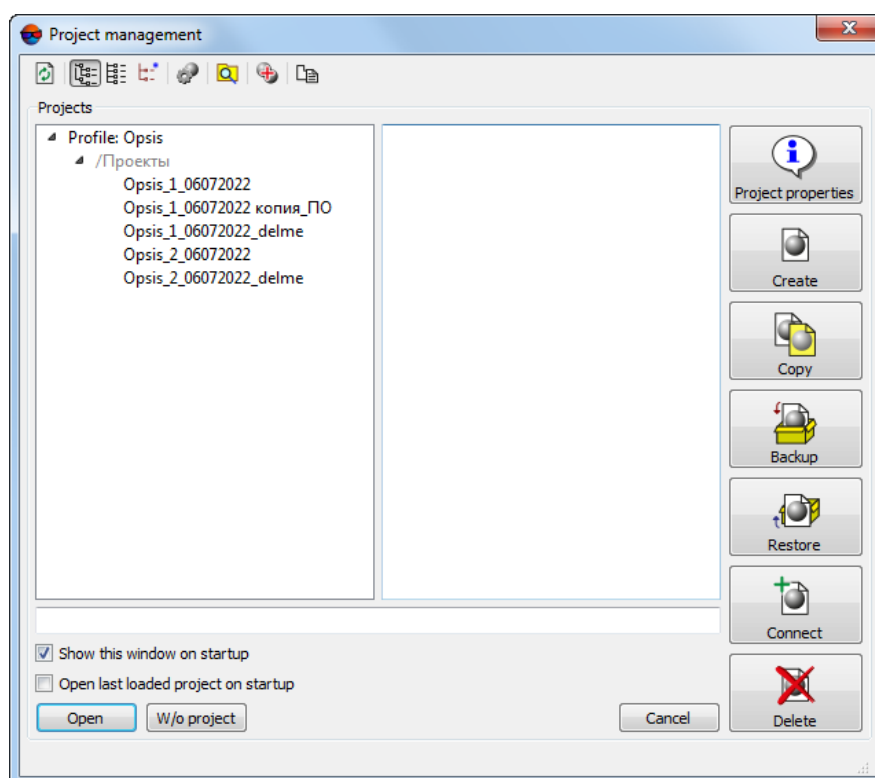 Project management
Projects
Profile: Opsis
/Проекты
Opsis_1_06072022
Opsis_1_06072022 копия_ПО
Opsis_1_06072022_delme
Opsis_2_06072022
Opsis_2_06072022_delme
Project properties
Create
Copy
Backup
Restore
Connect
Delete
Show this window on startup
Open last loaded project on startup
Open
W/o project
Cancel